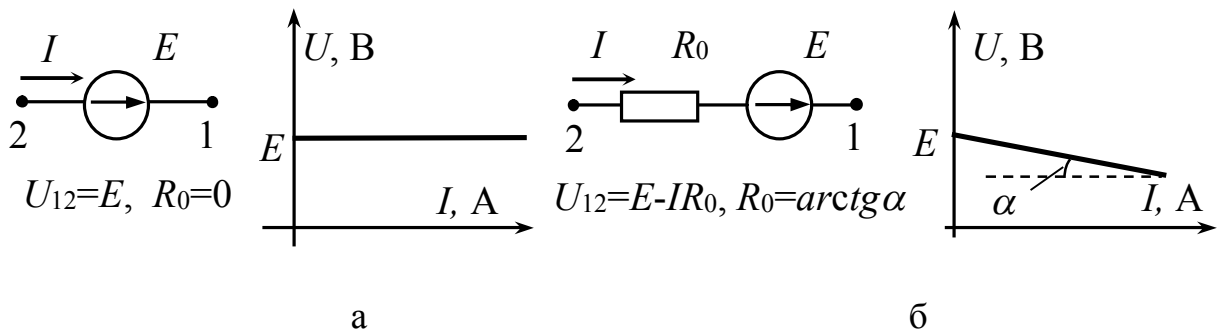 I E
2 1
U12=E, R0=0
U, В
E
I, А
а
I R0 E
2 1
U12=E-IR0, R0=arctgα
U, В
E
α
I, А
б